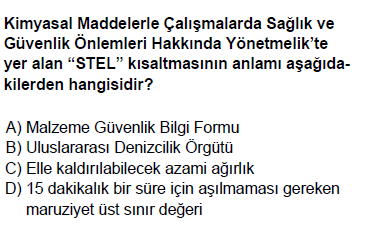 Kimyasal Maddelerle Çalışmalarda Sağlık ve
Güvenlik Önlemleri Hakkında Yönetmelik’te
yer alan “STEL” kısaltmasının anlamı aşağıda-
kilerden hangisidir?
A) Malzeme Güvenlik Bilgi Formu
B) Uluslararası Denizcilik Örgütü
C) Elle kaldırılabilecek azami ağırlık
D) 15 dakikalık bir süre için aşılmaması gereken
maruziyet üst sınır değeri